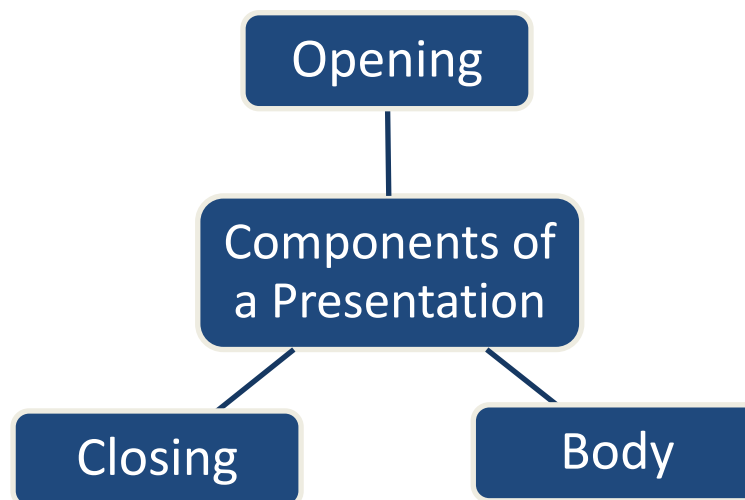 Opening
Components of
a Presentation
Closing
Body